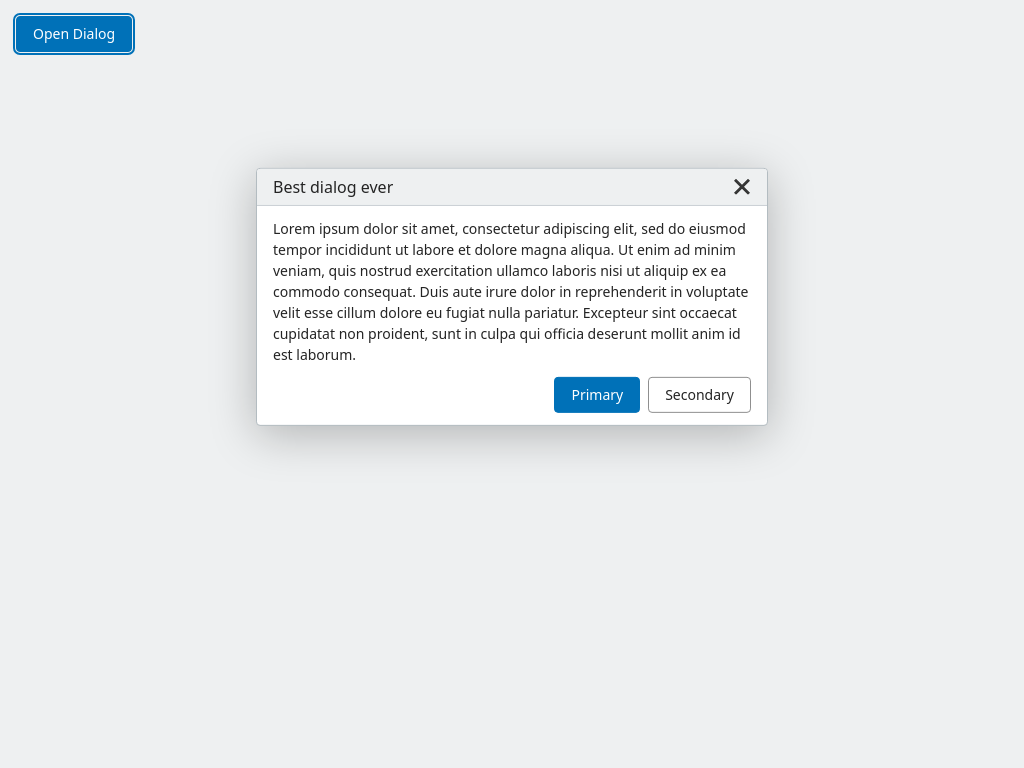 Open Dialog
Best dialog ever
Lorem ipsum dolor sit amet, consectetur adipiscing elit, sed do eiusmod
tempor incididunt ut labore et dolore magna aliqua. Ut enim ad minim
veniam, quis nostrud exercitation ullamco laboris nisi ut aliquip ex ea
commodo consequat. Duis aute irure dolor in reprehenderit in voluptate
velit esse cillum dolore eu fugiat nulla pariatur. Excepteur sint occaecat
cupidatat non proident, sunt in culpa qui officia deserunt mollit anim id
est laborum.
Primary
Secondary